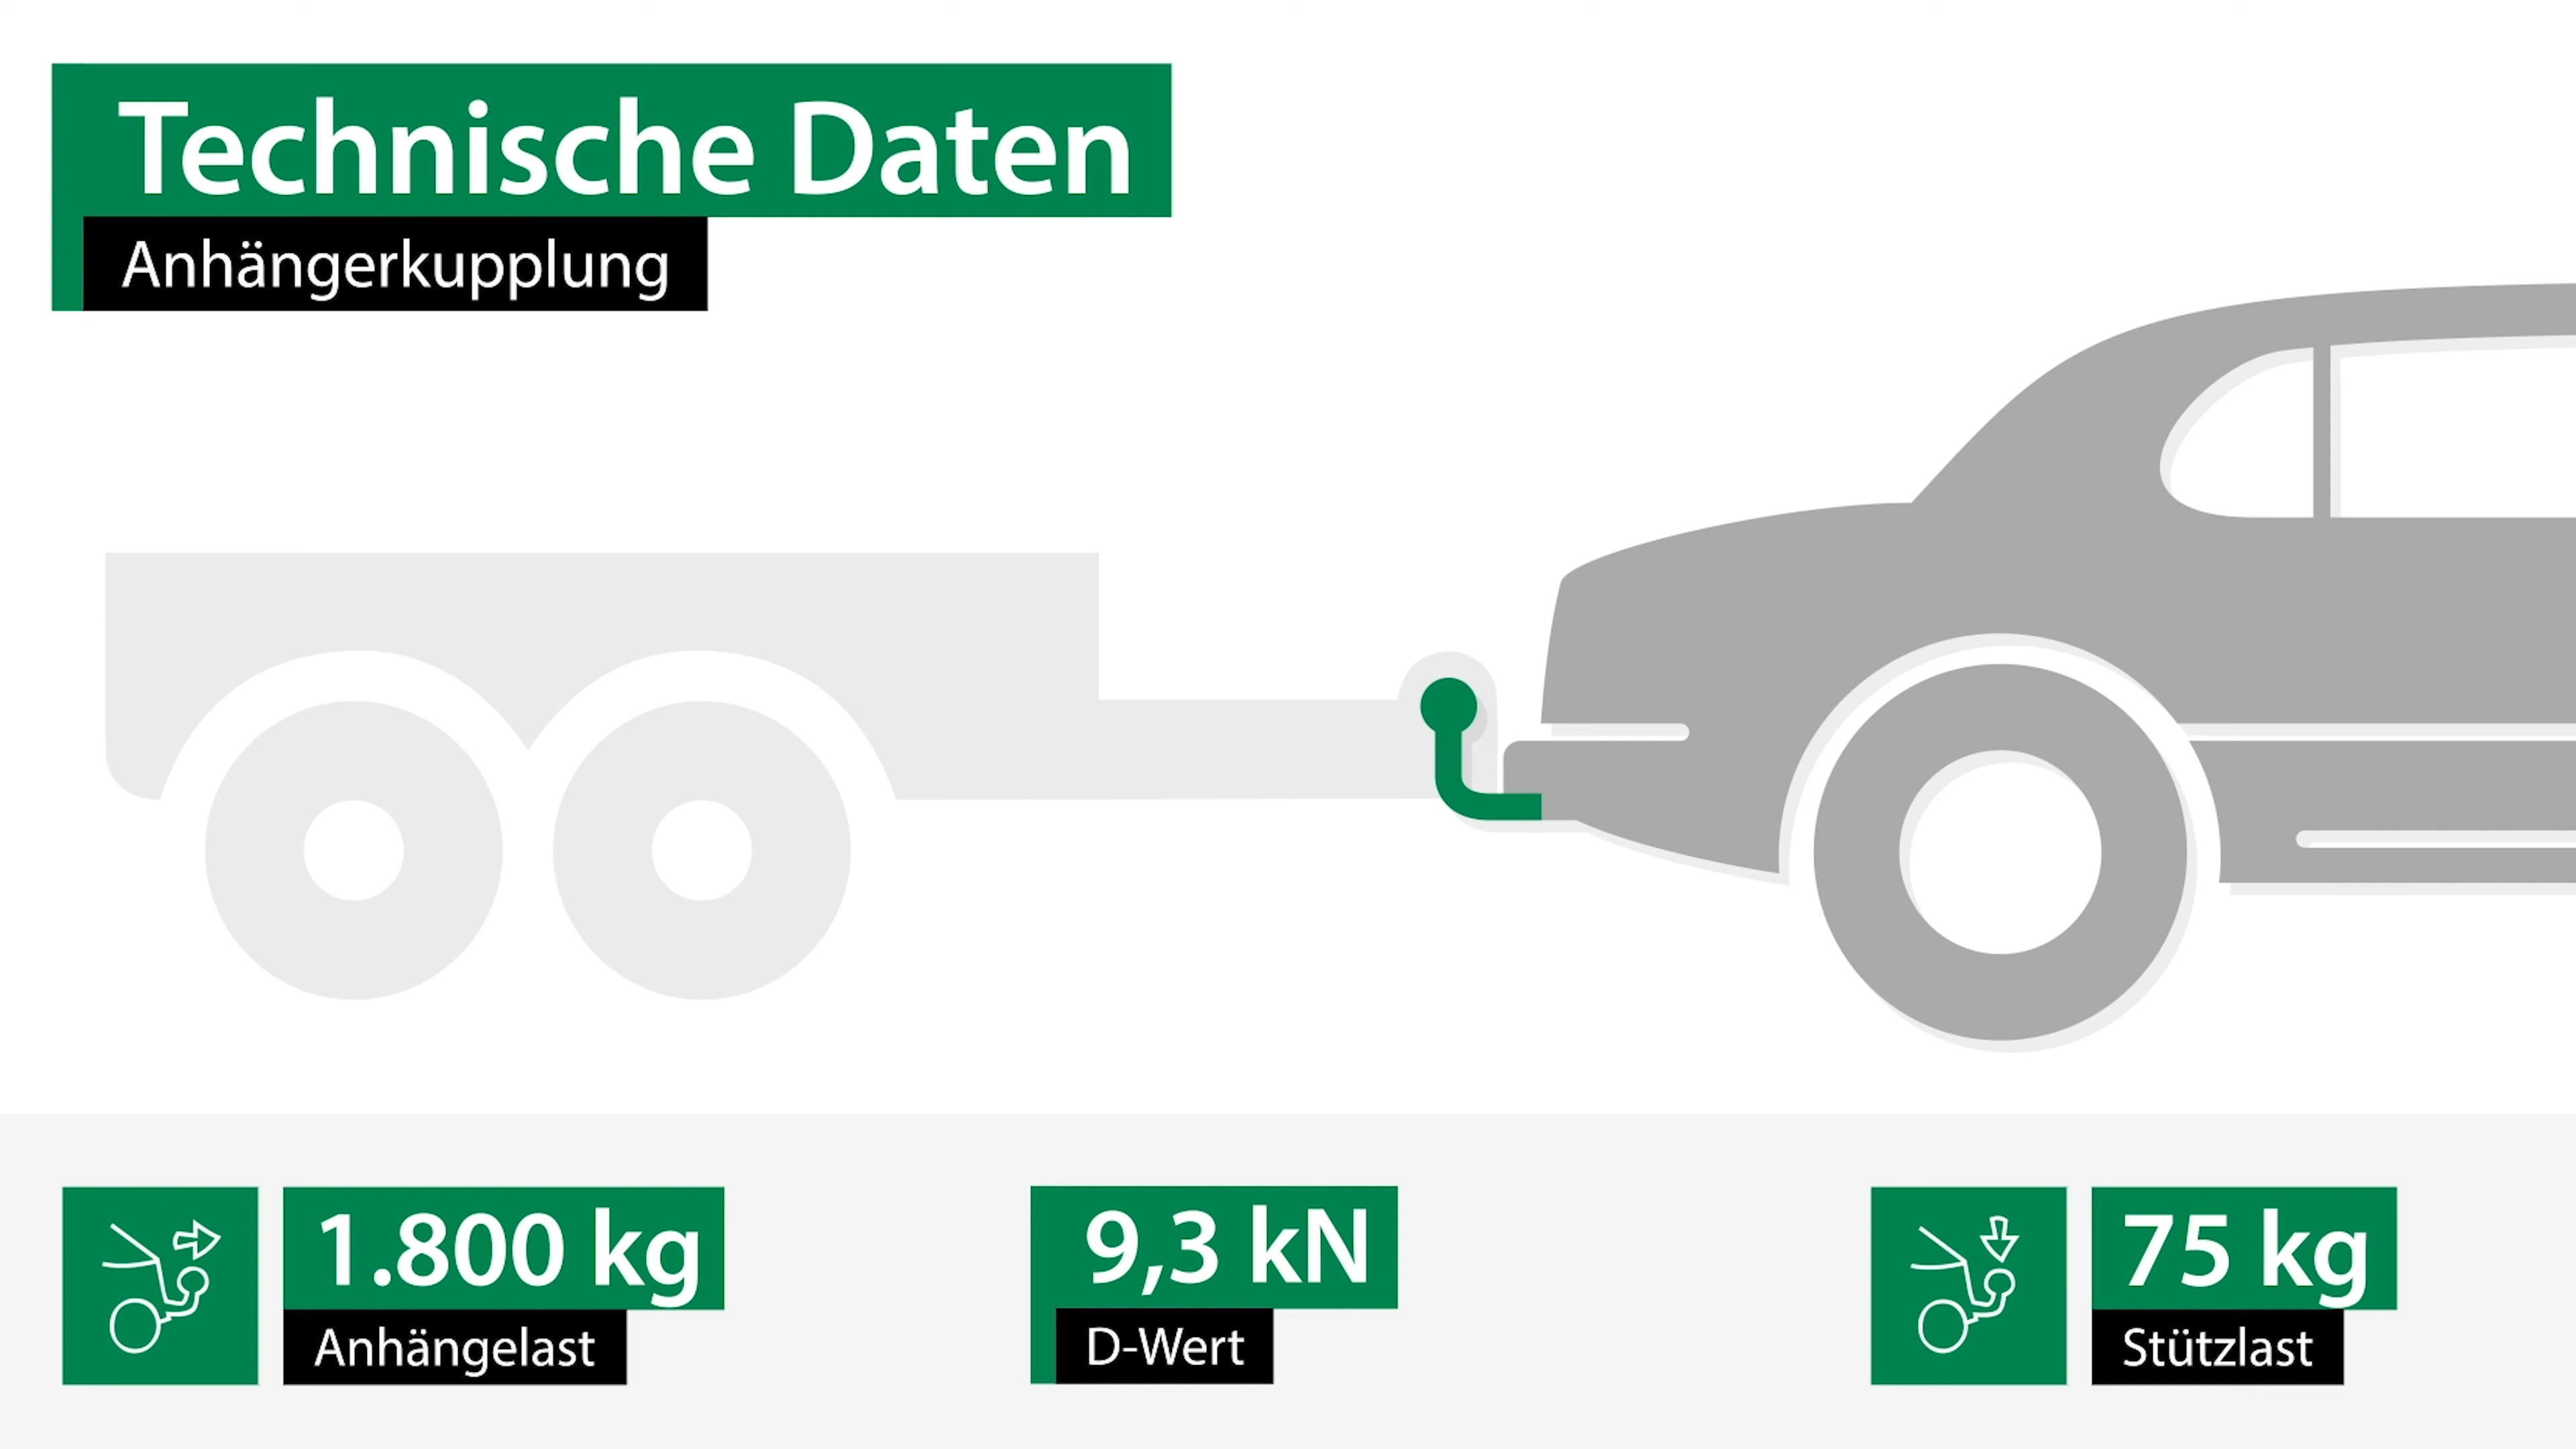 Technische Daten
Anhängerkupplung
1.800 kg
Anhängelast
9,3 kN
D-Wert
75 kg
Stützlast